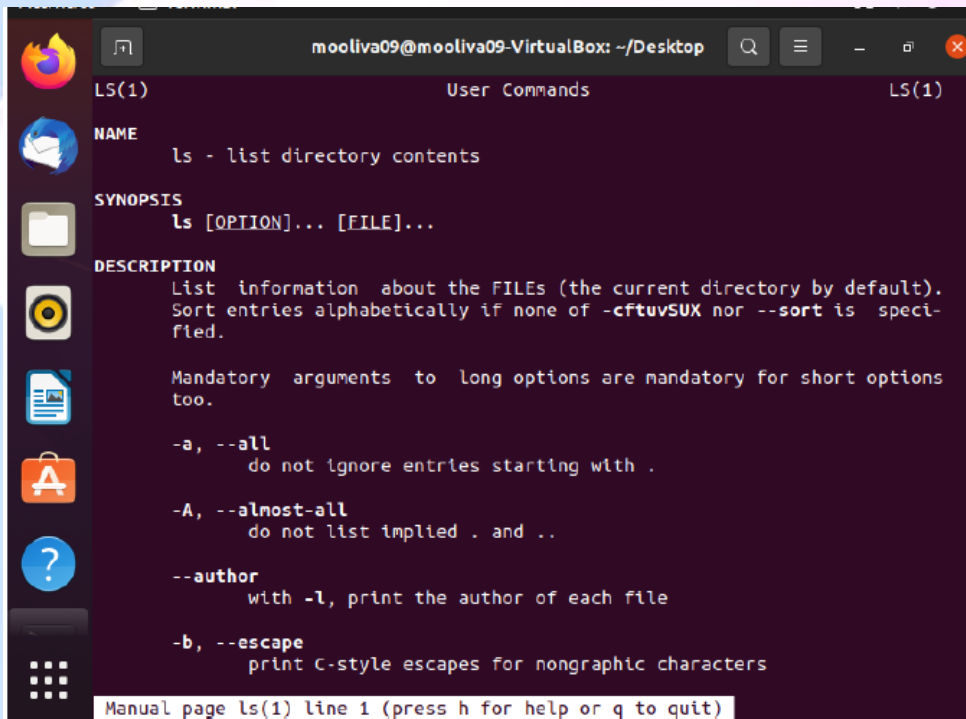 mooliva09@mooliva09-VirtualBox: ~/Desktop
LS(1) User Commands LS(1)
NAME
ls - list directory contents
SYNOPSIS
ls [OPTION]... [FILE]...
DESCRIPTION
List information about the FILEs (the current directory by default).
Sort entries alphabetically if none of -cftuvSUX nor --sort is speci-
fied.
Mandatory arguments to long options are mandatory for short options
too.
-a, --all
do not ignore entries starting with .
-A, --almost-all
do not list implied . and ..
--author
with -l, print the author of each file
-b, --escape
print C-style escapes for nongraphic characters
Manual page ls(1) line 1 (press h for help or q to quit)